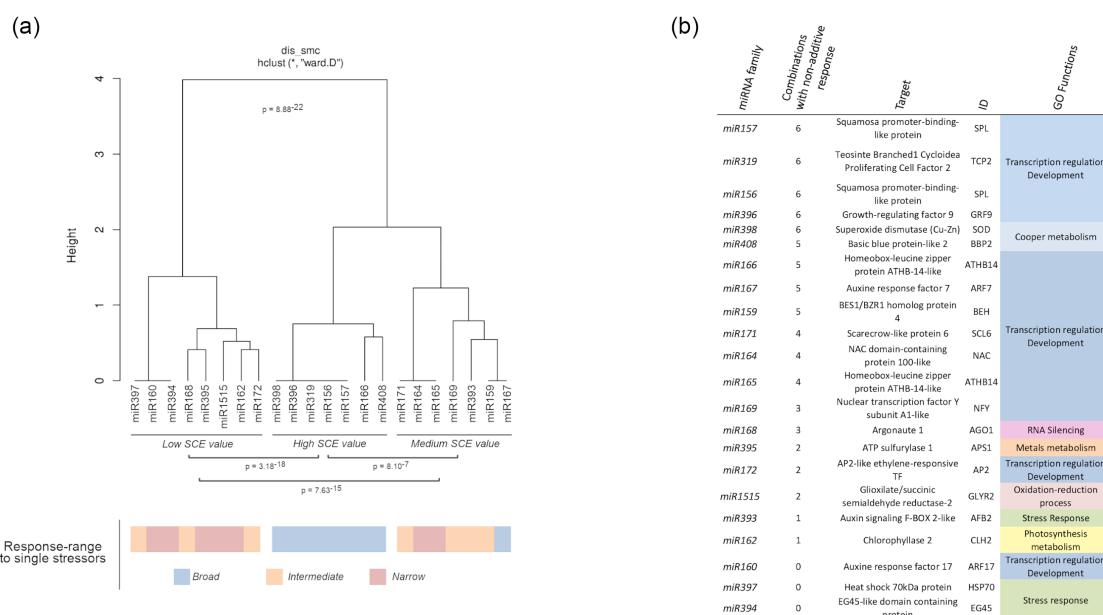 (a)
dis_smc
hclust (*, "ward.D")
p = 8.88-22
Height
4
3
2
1
0
miR397
miR160
miR394
miR168
miR395
miR1515
miR162
miR172
miR398
miR396
miR319
miR156
miR157
miR166
miR408
miR171
miR164
miR165
miR169
miR393
miR159
miR167
Low SCE value
High SCE value
Medium SCE value
p = 3.18-18
p = 8.10-7
p = 7.63-15
Response-range
to single stressors
Broad
Intermediate
Narrow
(b)
miRNA family
Combinations
with non-additive
response
Target
ID
GO Functions
miR157 6 Squamosa promoter-binding-
like protein SPL
miR319 6 Teosinte Branched1 Cycloidea
Proliferating Cell Factor 2 TCP2
Transcription regulation
Development
miR156 6 Squamosa promoter-binding-
like protein SPL
miR396 6 Growth-regulating factor 9 GRF9
miR398 6 Superoxide dismutase (Cu-Zn) SOD
Cooper metabolism
miR408 5 Basic blue protein-like 2 BBP2
miR166 5 Homeobox-leucine zipper
protein ATHB-14-like ATHB14
miR167 5 Auxine response factor 7 ARF7
miR159 5 BES1/BZR1 homolog protein
4 BEH
miR171 4 Scarecrow-like protein 6 SCL6
Transcription regulation
Development
miR164 4 NAC domain-containing
protein 100-like NAC
miR165 4 Homeobox-leucine zipper
protein ATHB-14-like ATHB14
miR169 3 Nuclear transcription factor Y
subunit A1-like NFY
miR168 3 Argonaute 1 AGO1 RNA Silencing
miR395 2 ATP sulfurylase 1 APS1 Metals metabolism
miR172 2 AP2-like ethylene-responsive
TF AP2 Transcription regulation
Development
miR1515 2 Glioxilate/succinic
semialdehyde reductase-2 GLYR2 Oxidation-reduction
process
miR393 1 Auxin signaling F-BOX 2-like AFB2 Stress Response
miR162 1 Chlorophyllase 2 CLH2 Photosynthesis
metabolism
miR160 0 Auxine response factor 17 ARF17 Transcription regulation
Development
miR397 0 Heat shock 70kDa protein HSP70
Stress response
miR394 0 EG45-like domain containing
protein EG45